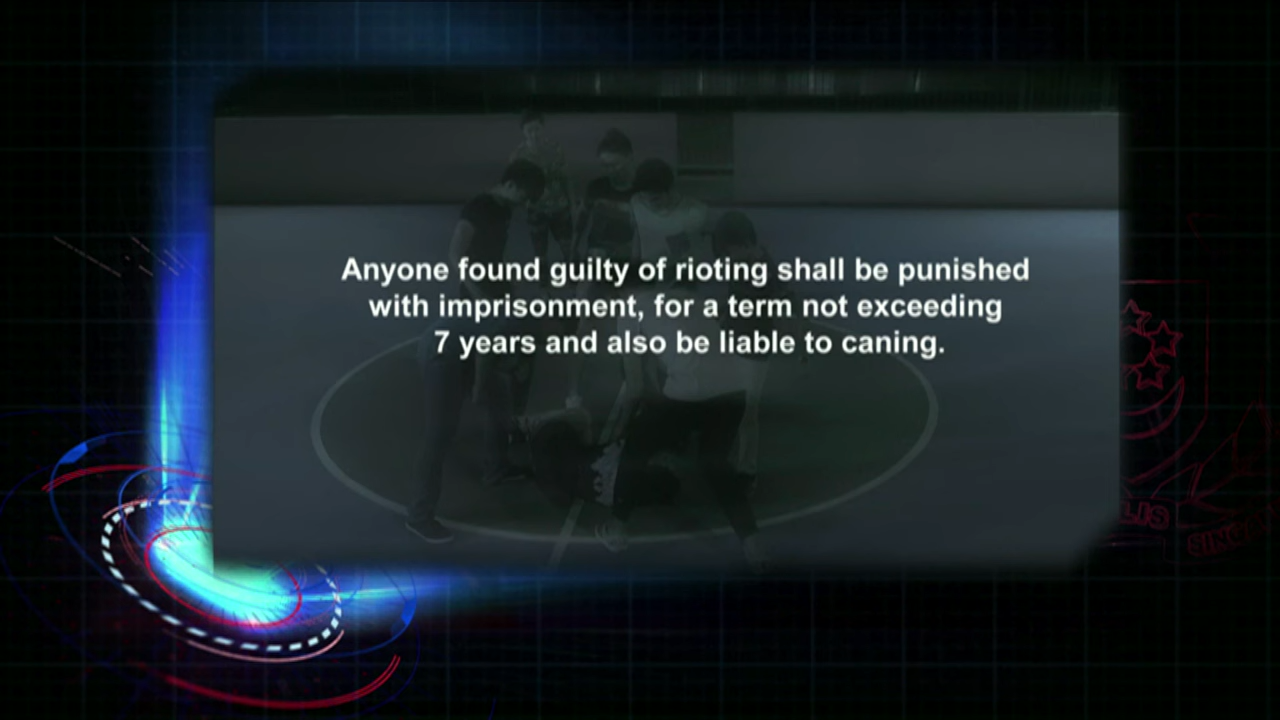 Anyone found guilty of rioting shall be punished
with imprisonment, for a term not exceeding
7 years and also be liable to caning.
LIS